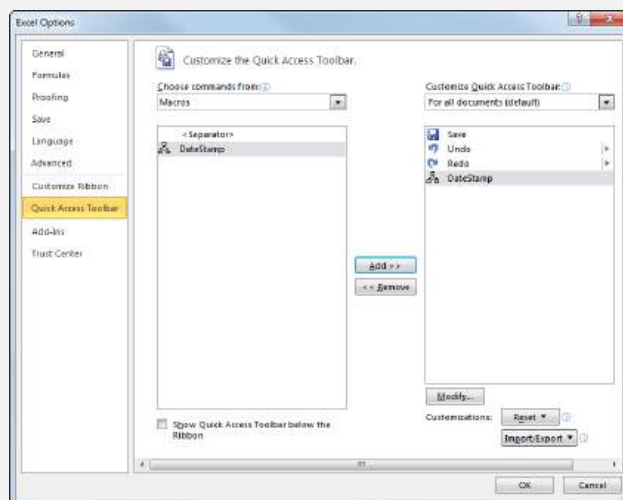 Excel Options
General
Formulas
Proofing
Save
Language
Advanced
Customize Ribbon
Quick Access Toolbar
Add-Ins
Trust Center
Customize the Quick Access Toolbar.
Choose commands from:
Macros
<Separator>
DateStamp
Add >>
<< Remove
Customize Quick Access Toolbar:
For all documents (default)
Save
Undo
Redo
DateStamp
Modify...
Customizations:
Reset
Import/Export
Show Quick Access Toolbar below the
Ribbon
OK
Cancel